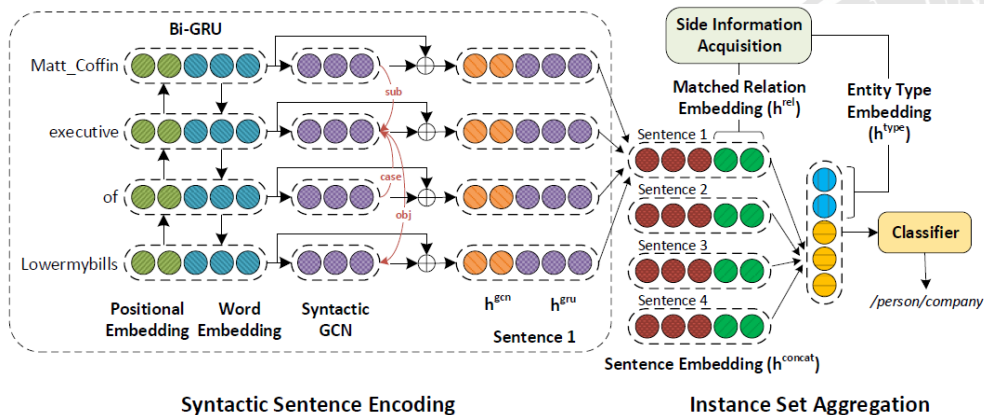 Bi-GRU
Matt_Coffin
executive
of
Lowermybills
sub
case
obj
Positional
Embedding
Word
Embedding
Syntactic
GCN
h^gcn
h^gru
Sentence 1
Syntactic Sentence Encoding
Side Information
Acquisition
Matched Relation
Embedding (h^rel)
Entity Type
Embedding
(h^type)
Sentence 1
Sentence 2
Sentence 3
Sentence 4
Sentence Embedding (h^concat)
Classifier
/person/company
Instance Set Aggregation